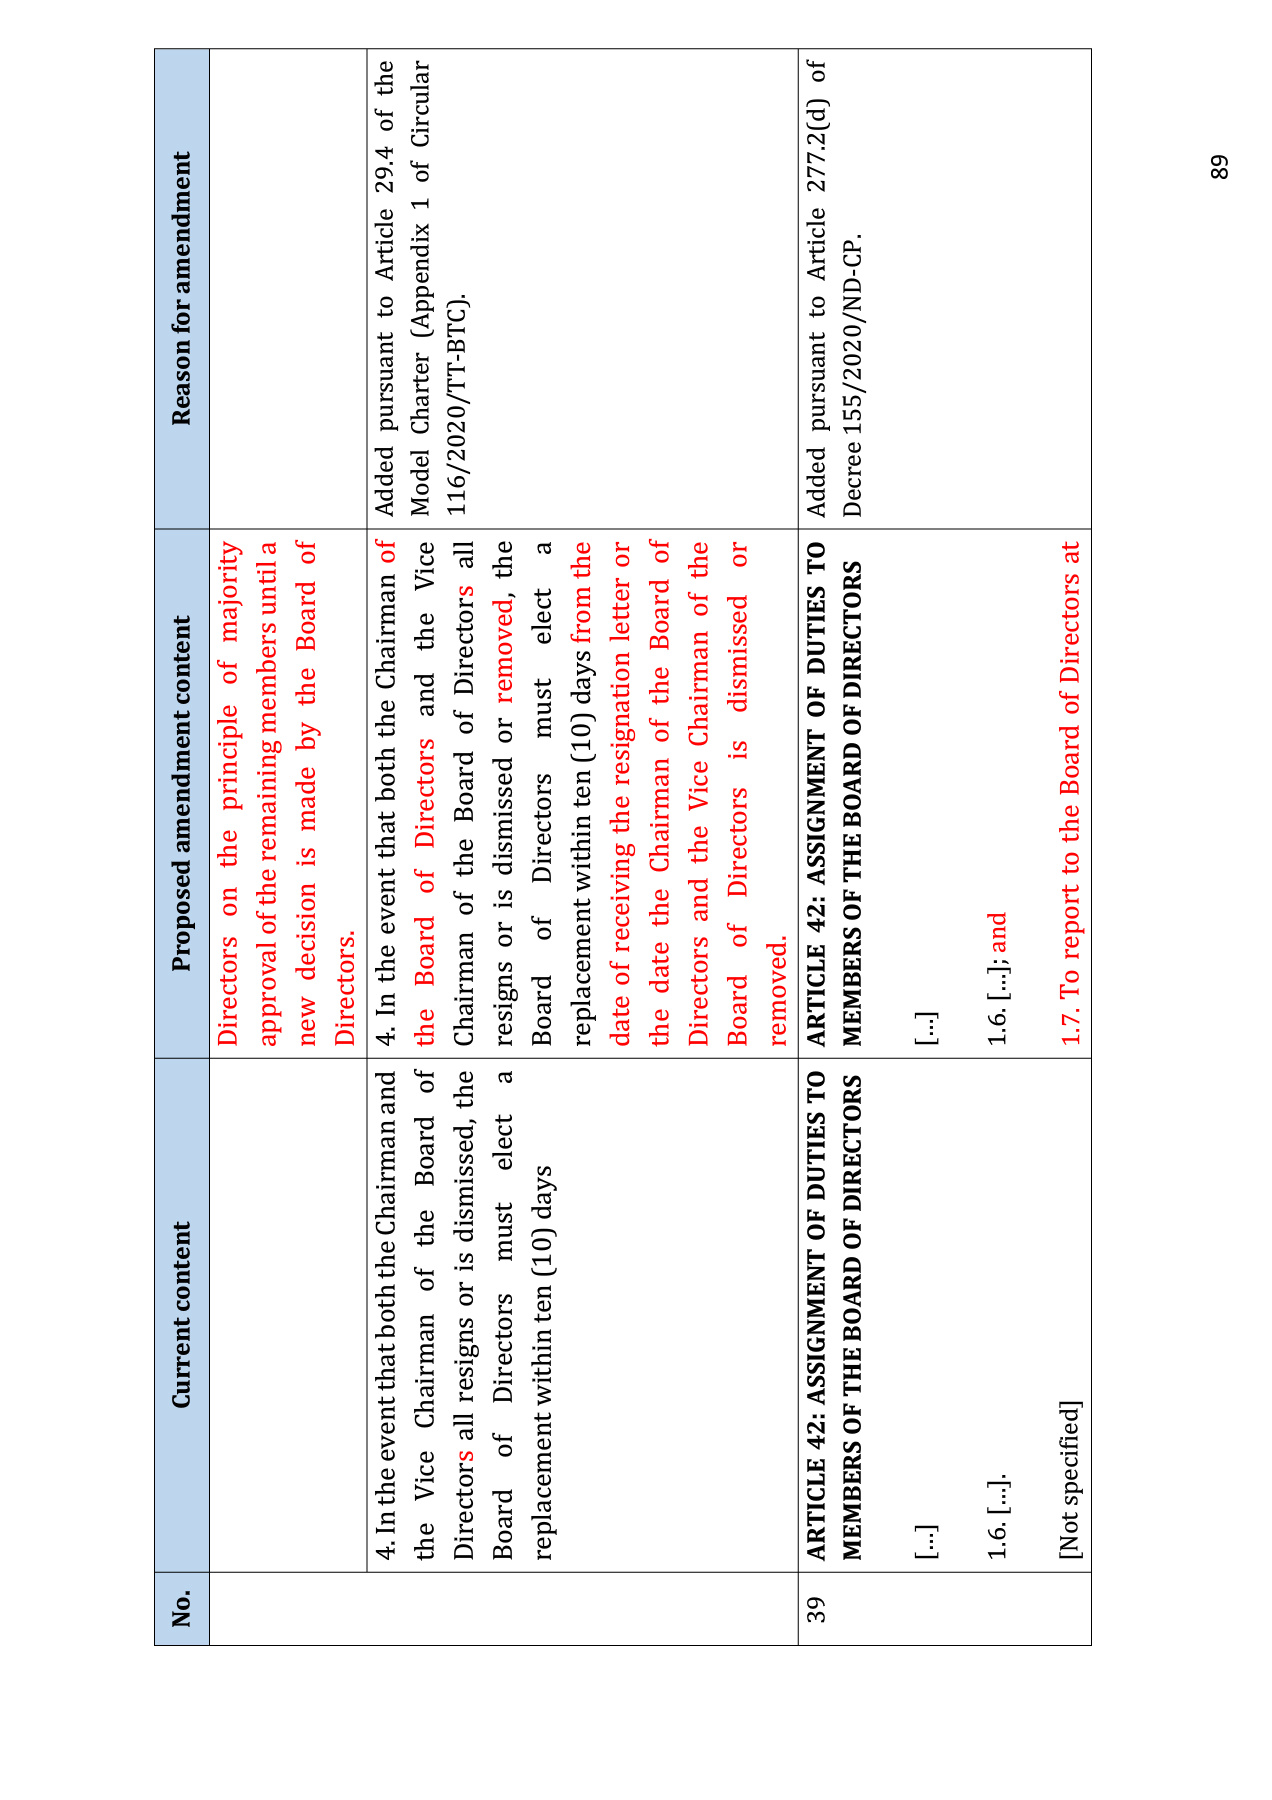 No.
Current content
Proposed amendment content
Reason for amendment
Directors on the principle of majority
approval of the remaining members until a
new decision is made by the Board of
Directors.
4. In the event that both the Chairman and
the Vice Chairman of the Board of
Directors all resigns or is dismissed, the
Board of Directors must elect a
replacement within ten (10) days
4. In the event that both the Chairman of
the Board of Directors and the Vice
Chairman of the Board of Directors all
resigns or is dismissed or removed, the
Board of Directors must elect a
replacement within ten (10) days from the
date of receiving the resignation letter or
the date the Chairman of the Board of
Directors and the Vice Chairman of the
Board of Directors is dismissed or
removed.
Added pursuant to Article 29.4 of the
Model Charter (Appendix 1 of Circular
116/2020/TT-BTC).
39
ARTICLE 42: ASSIGNMENT OF DUTIES TO
MEMBERS OF THE BOARD OF DIRECTORS
[...]
1.6. [...].
[Not specified]
ARTICLE 42: ASSIGNMENT OF DUTIES TO
MEMBERS OF THE BOARD OF DIRECTORS
[...]
1.6. [...]; and
1.7. To report to the Board of Directors at
Added pursuant to Article 277.2(d) of
Decree 155/2020/ND-CP.
89